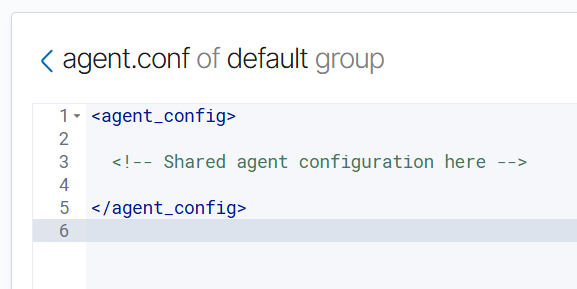 agent.conf of default group
1 <agent_config>
2
3 <!-- Shared agent configuration here -->
4
5 </agent_config>
6